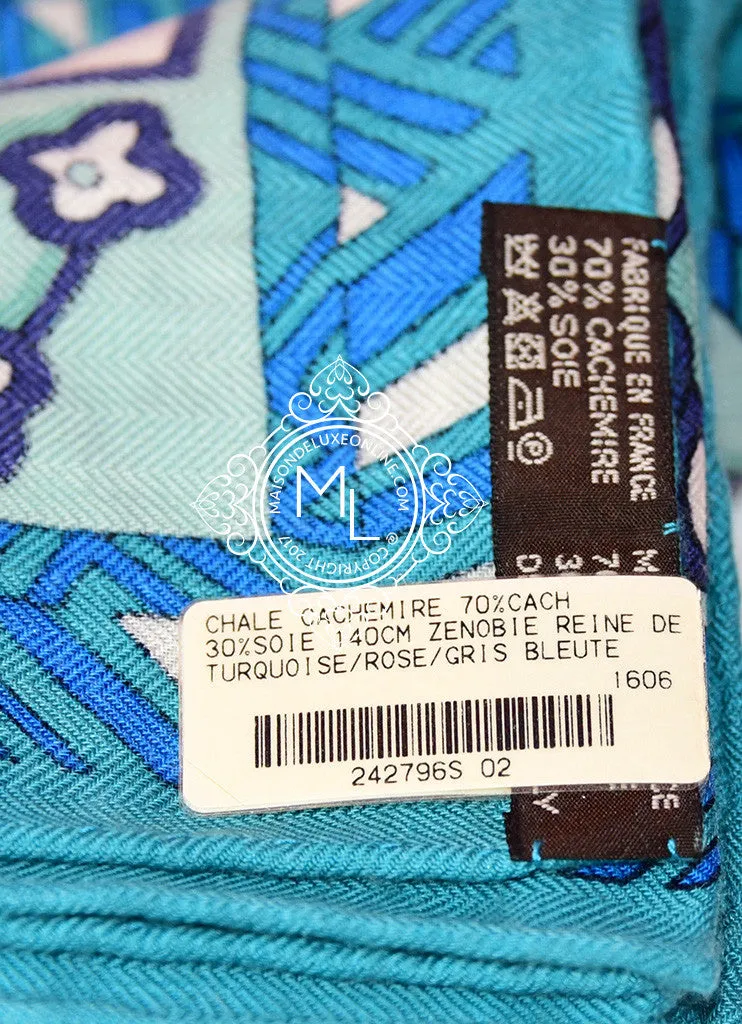 FABRIQUE EN FRANCE
70% CACHEMIRE
30% SOIE
MAISONDELUXEONLINE.COM
ML
@ COPYRIGHT 2017
CHALE CACHEMIRE 70%CACH
30%SOIE 140CM ZENOBIE REINE DE
TURQUOISE/ROSE/GRIS BLEUTE
1606
242796S 02